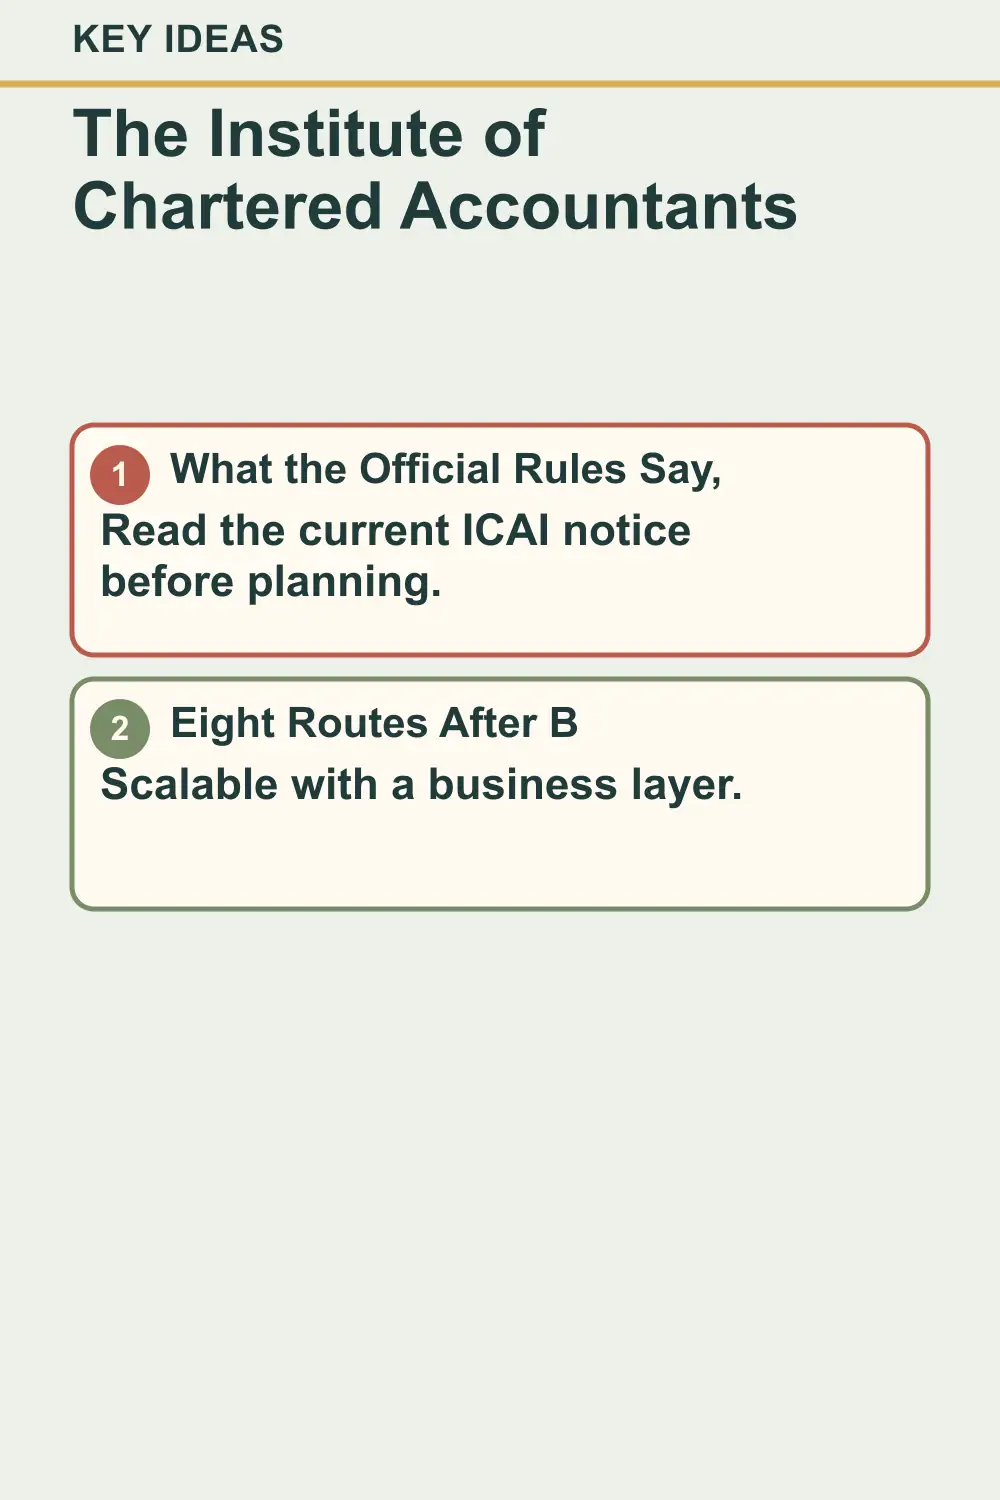 KEY IDEAS
The Institute of
Chartered Accountants
1 What the Official Rules Say,
Read the current ICAI notice
before planning.
2 Eight Routes After B
Scalable with a business layer.